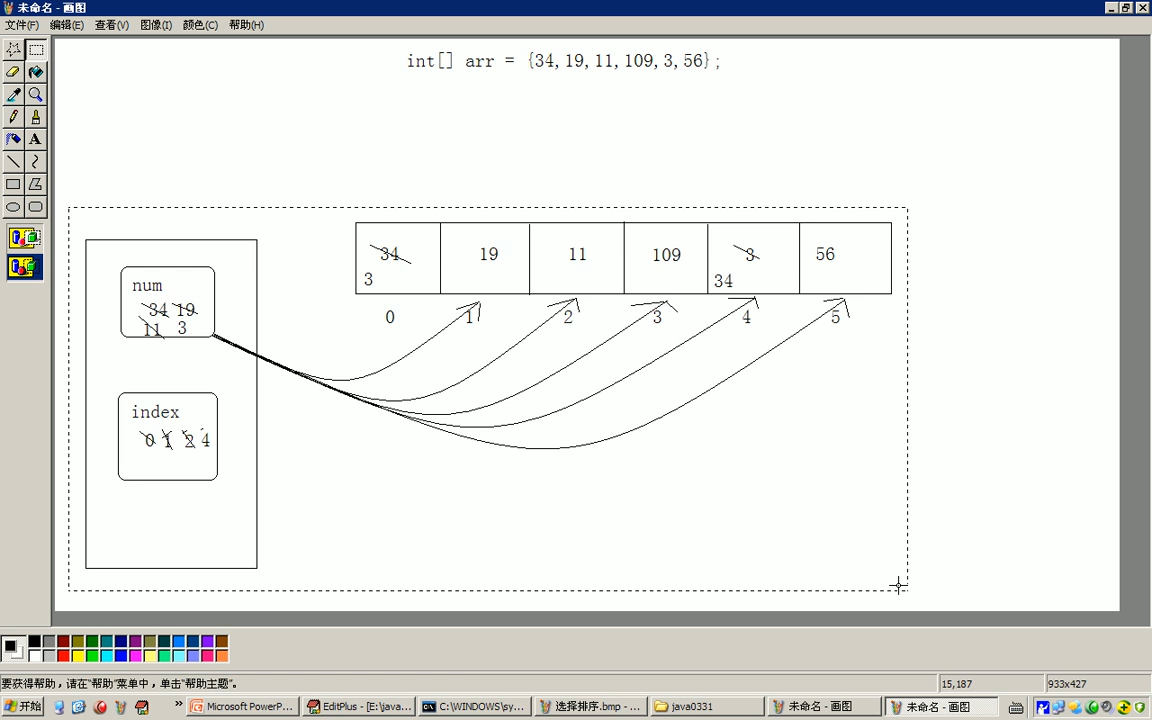 未命名 - 画图
文件(F) 编辑(E) 查看(V) 图像(I) 颜色(C) 帮助(H)
int[] arr = {34,19,11,109,3,56};
34 19 11 109 3 56
3 34
0 1 2 3 4 5
num
34 19
11 3
index
0 1 2 4
要获得帮助，请在“帮助”菜单中，单击“帮助主题”。
15,187
933x427
开始
Microsoft PowerP...
EditPlus - [E:\java...
C:\WINDOWS\sy...
选择排序.bmp - ...
java0331
未命名 - 画图
未命名 - 画图